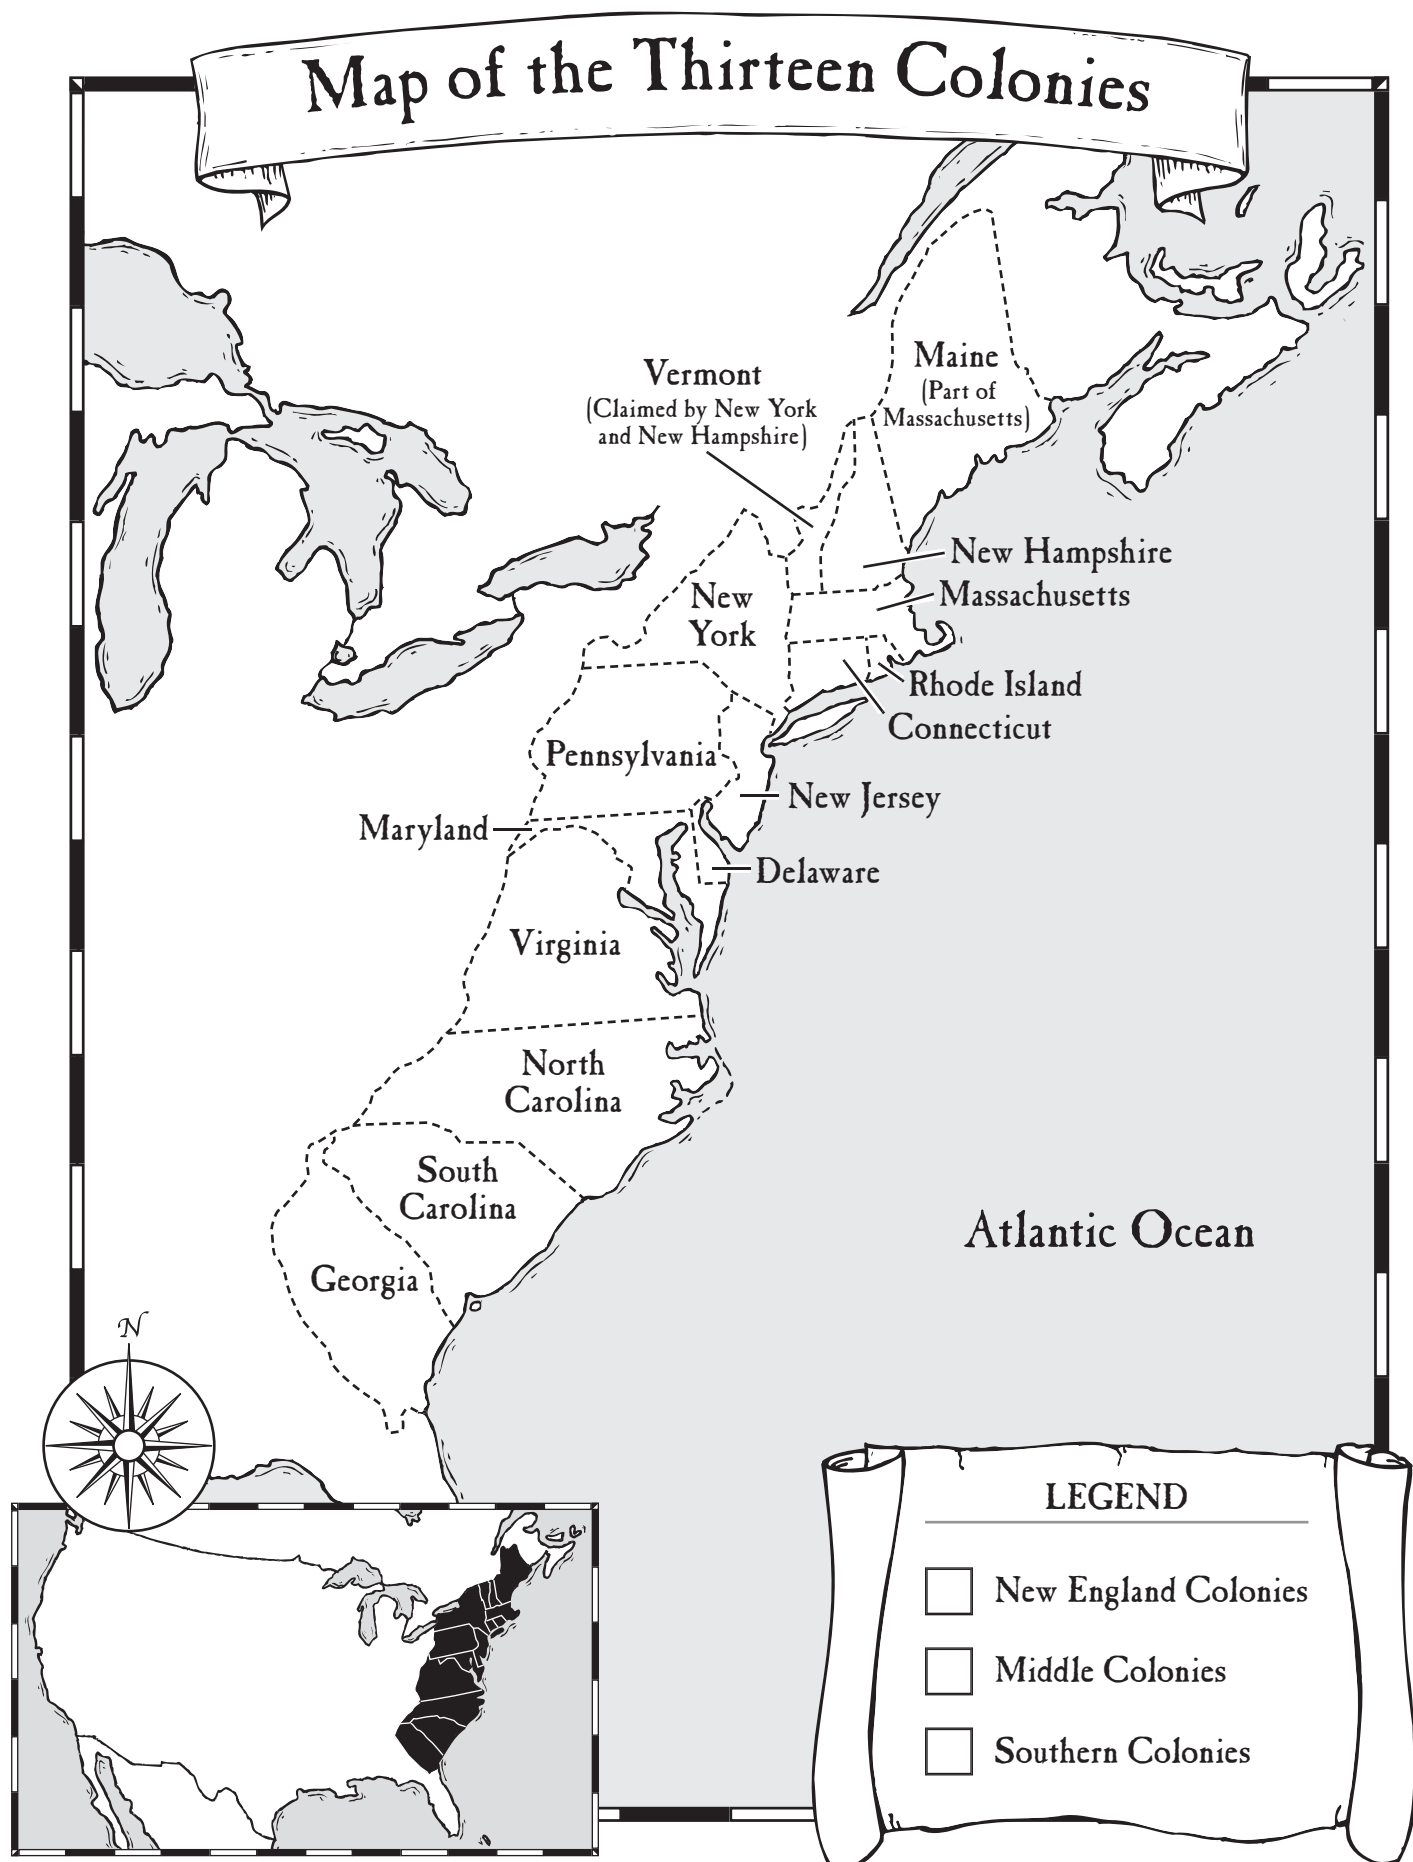 Map of the Thirteen Colonies
Maine
(Part of
Massachusetts)
Vermont
(Claimed by New York
and New Hampshire)
New Hampshire
Massachusetts
New
York
Rhode Island
Connecticut
Pennsylvania
New Jersey
Maryland
Delaware
Virginia
North
Carolina
South
Carolina
Atlantic Ocean
Georgia
N
LEGEND
New England Colonies
Middle Colonies
Southern Colonies